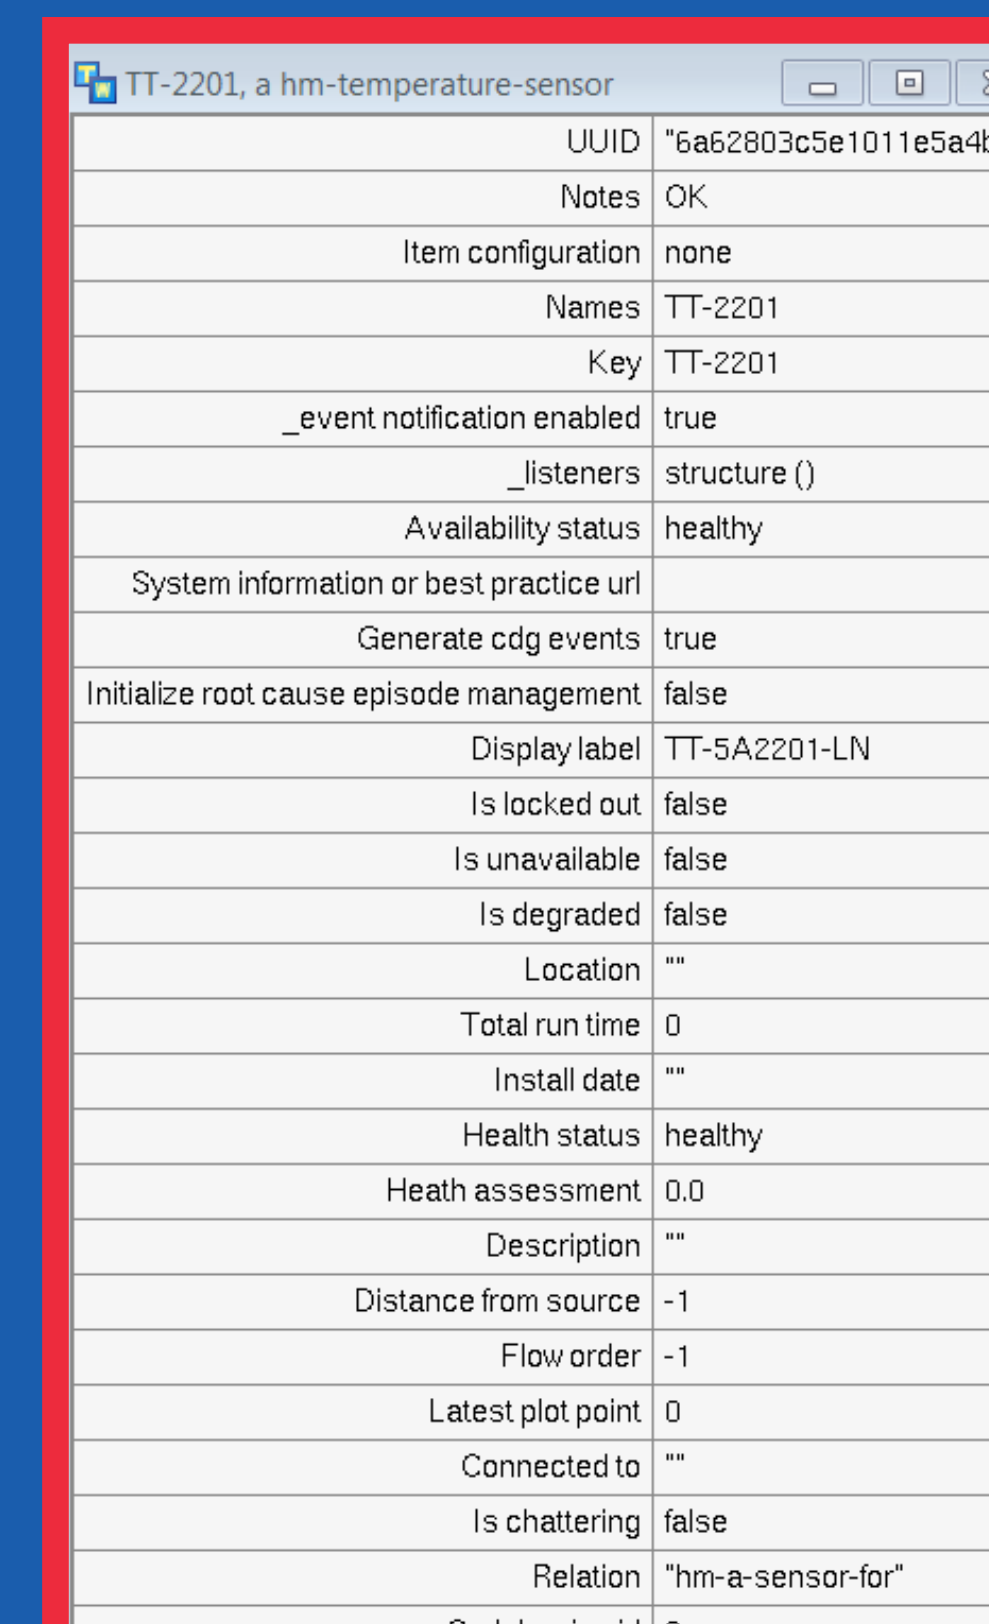 TT-2201, a hm-temperature-sensor
UUID "6a62803c5e1011e5a4b
Notes OK
Item configuration none
Names TT-2201
Key TT-2201
_event notification enabled true
_listeners structure ()
Availability status healthy
System information or best practice url
Generate cdg events true
Initialize root cause episode management false
Display label TT-5A2201-LN
Is locked out false
Is unavailable false
Is degraded false
Location ""
Total run time 0
Install date ""
Health status healthy
Heath assessment 0.0
Description ""
Distance from source -1
Flow order -1
Latest plot point 0
Connected to ""
Is chattering false
Relation "hm-a-sensor-for"